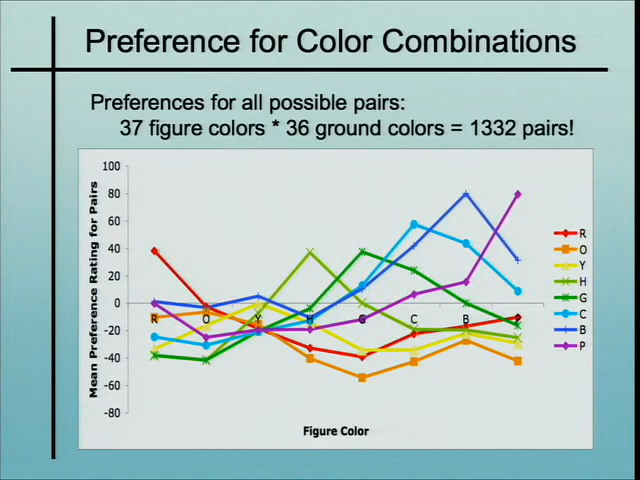 Preference for Color Combinations
Preferences for all possible pairs:
37 figure colors * 36 ground colors = 1332 pairs!
100
80
60
40
20
0
-20
-40
-60
-80
Mean Preference Rating for Pairs
R O Y H G C B
Figure Color
R
O
Y
H
G
C
B
P